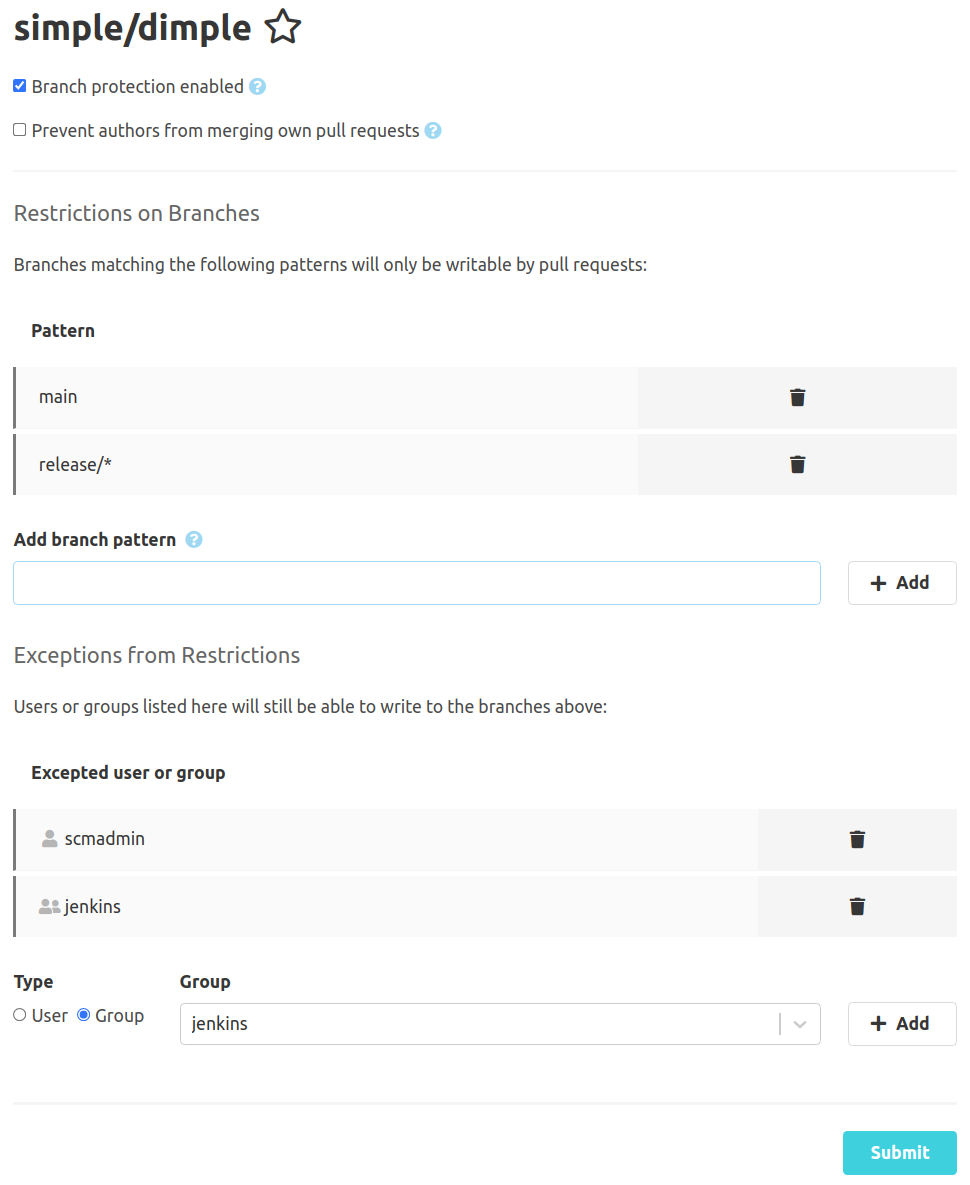 simple/dimple
Branch protection enabled ?
Prevent authors from merging own pull requests ?
Restrictions on Branches
Branches matching the following patterns will only be writable by pull requests:
Pattern
main
release/*
Add branch pattern ?
+ Add
Exceptions from Restrictions
Users or groups listed here will still be able to write to the branches above:
Excepted user or group
scmadmin
jenkins
Type Group
User Group jenkins + Add
Submit